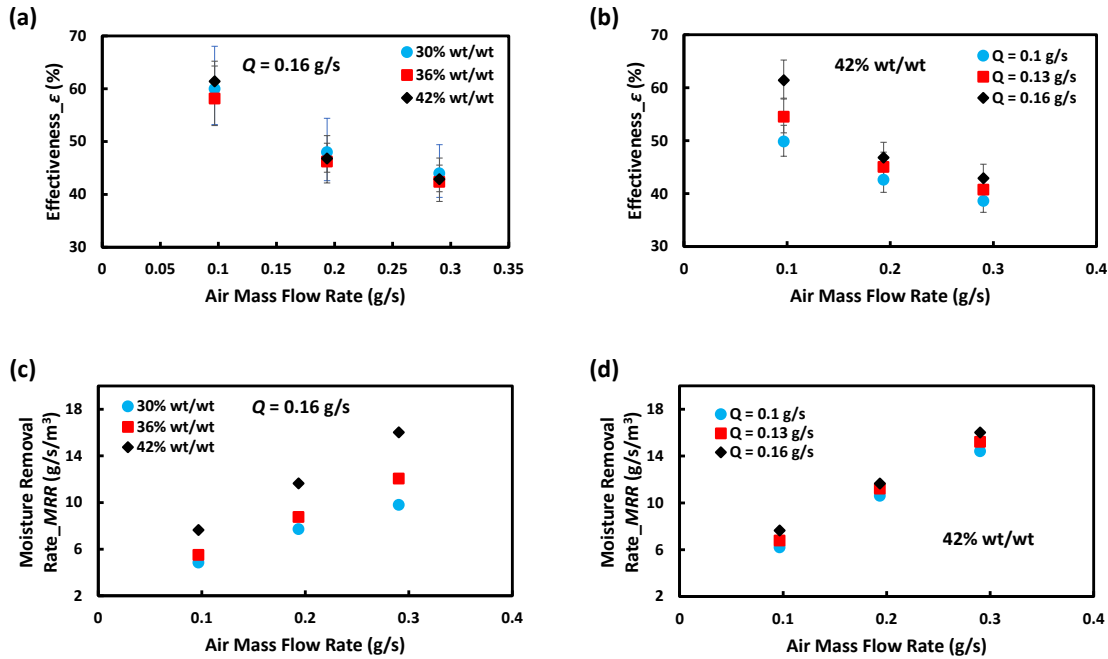 (a)
Effectiveness_ε (%)
70
60
50
40
30
Q = 0.16 g/s
30% wt/wt
36% wt/wt
42% wt/wt
0 0.05 0.1 0.15 0.2 0.25 0.3 0.35
Air Mass Flow Rate (g/s)
(b)
Effectiveness_ε (%)
70
60
50
40
30
42% wt/wt
Q = 0.1 g/s
Q = 0.13 g/s
Q = 0.16 g/s
0 0.1 0.2 0.3 0.4
Air Mass Flow Rate (g/s)
(c)
Moisture Removal
Rate_MRR (g/s/m³)
18
14
10
6
2
30% wt/wt
36% wt/wt
42% wt/wt
Q = 0.16 g/s
0 0.1 0.2 0.3 0.4
Air Mass Flow Rate (g/s)
(d)
Moisture Removal
Rate_MRR (g/s/m³)
18
14
10
6
2
Q = 0.1 g/s
Q = 0.13 g/s
Q = 0.16 g/s
42% wt/wt
0 0.1 0.2 0.3 0.4
Air Mass Flow Rate (g/s)